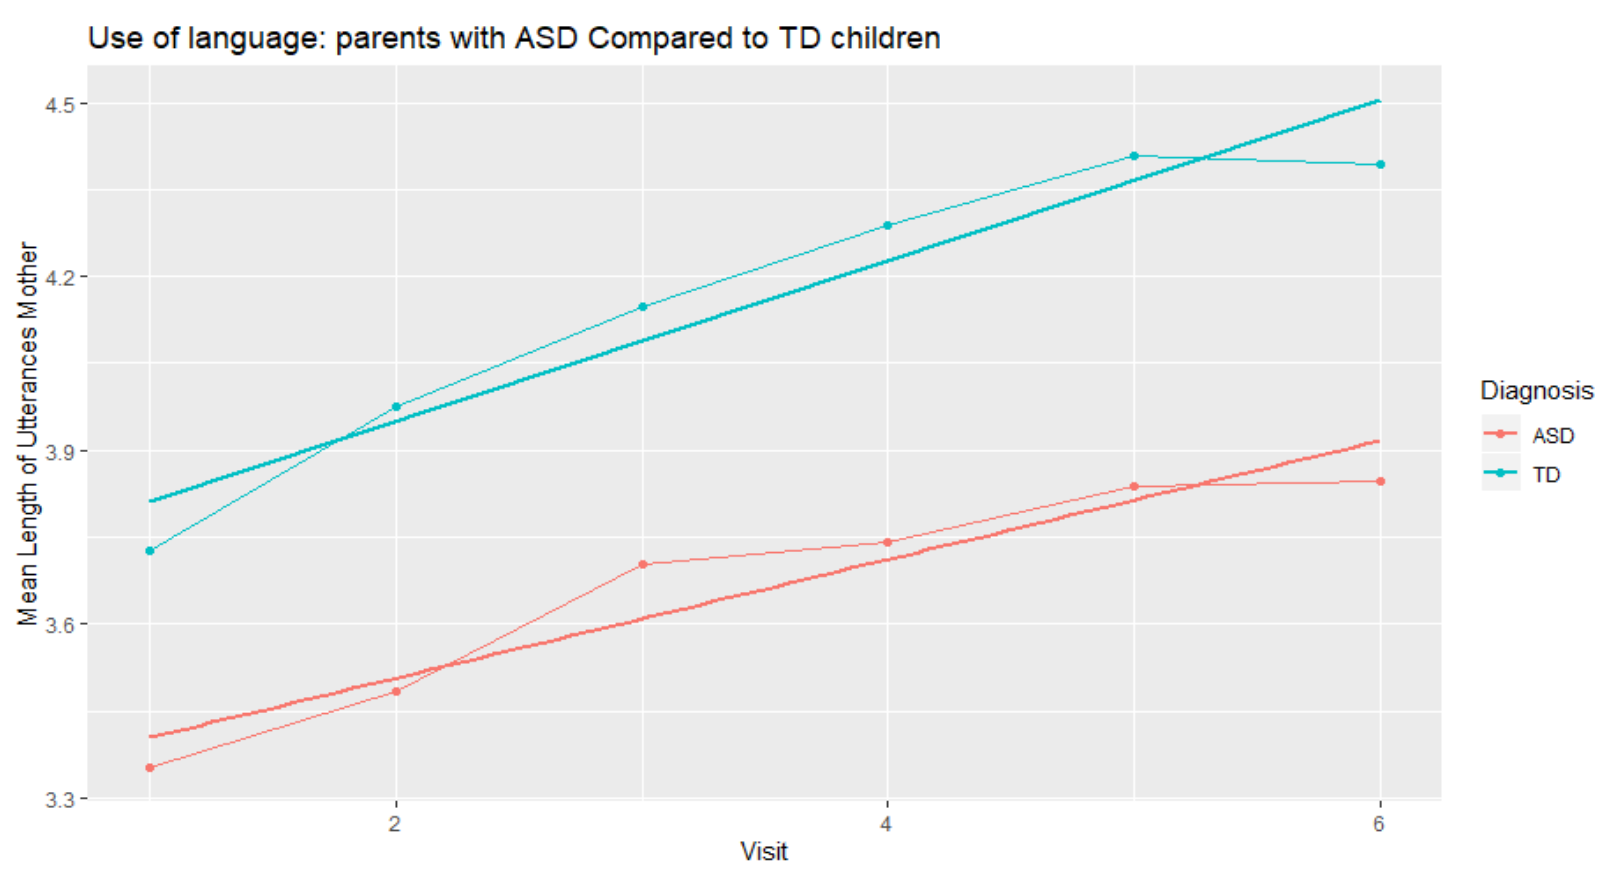 Use of language: parents with ASD Compared to TD children
Mean Length of Utterances Mother
4.5
4.2
3.9
3.6
3.3
2
4
6
Visit
Diagnosis
ASD
TD